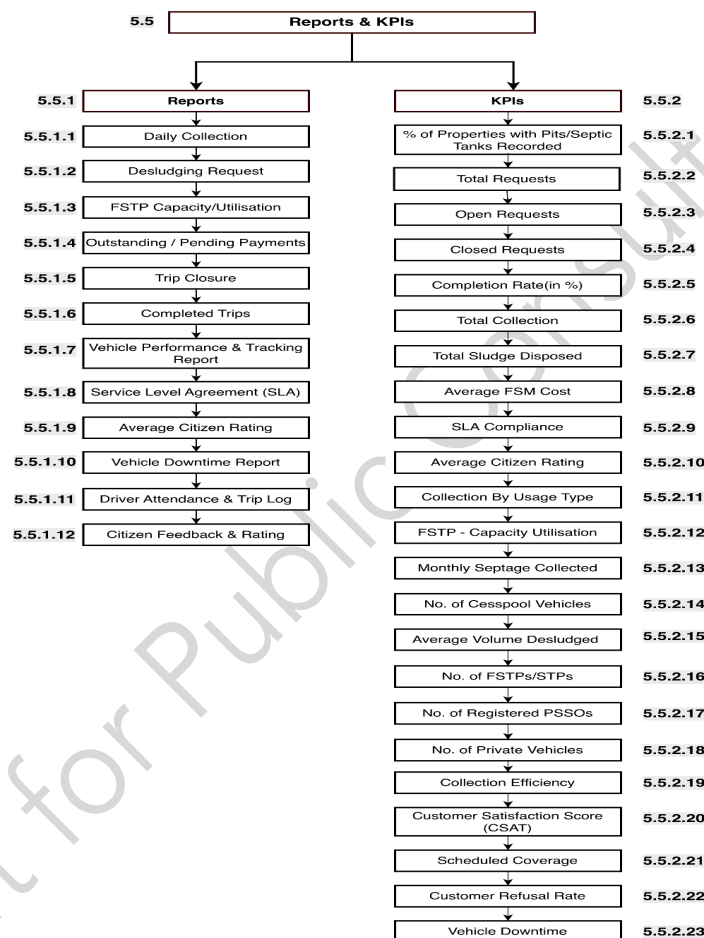 5.5 Reports & KPIs
5.5.1 Reports
5.5.1.1 Daily Collection
5.5.1.2 Desludging Request
5.5.1.3 FSTP Capacity/Utilisation
5.5.1.4 Outstanding / Pending Payments
5.5.1.5 Trip Closure
5.5.1.6 Completed Trips
5.5.1.7 Vehicle Performance & Tracking
Report
5.5.1.8 Service Level Agreement (SLA)
5.5.1.9 Average Citizen Rating
5.5.1.10 Vehicle Downtime Report
5.5.1.11 Driver Attendance & Trip Log
5.5.1.12 Citizen Feedback & Rating
KPIs 5.5.2
% of Properties with Pits/Septic
Tanks Recorded 5.5.2.1
Total Requests 5.5.2.2
Open Requests 5.5.2.3
Closed Requests 5.5.2.4
Completion Rate(in %) 5.5.2.5
Total Collection 5.5.2.6
Total Sludge Disposed 5.5.2.7
Average FSM Cost 5.5.2.8
SLA Compliance 5.5.2.9
Average Citizen Rating 5.5.2.10
Collection By Usage Type 5.5.2.11
FSTP - Capacity Utilisation 5.5.2.12
Monthly Septage Collected 5.5.2.13
No. of Cesspool Vehicles 5.5.2.14
Average Volume Desludged 5.5.2.15
No. of FSTPs/STPs 5.5.2.16
No. of Registered PSSOs 5.5.2.17
No. of Private Vehicles 5.5.2.18
Collection Efficiency 5.5.2.19
Customer Satisfaction Score
(CSAT) 5.5.2.20
Scheduled Coverage 5.5.2.21
Customer Refusal Rate 5.5.2.22
Vehicle Downtime 5.5.2.23
for Public Consult